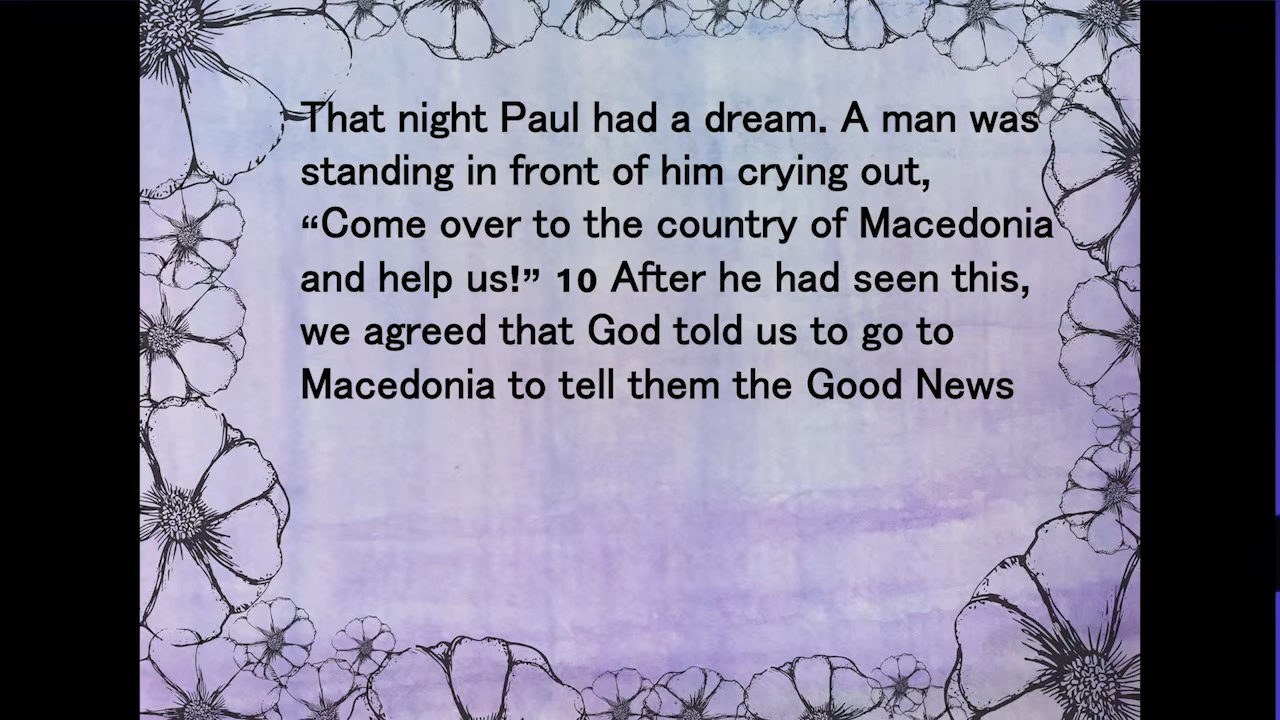 That night Paul had a dream. A man was
standing in front of him crying out,
“Come over to the country of Macedonia
and help us!” 10 After he had seen this,
we agreed that God told us to go to
Macedonia to tell them the Good News